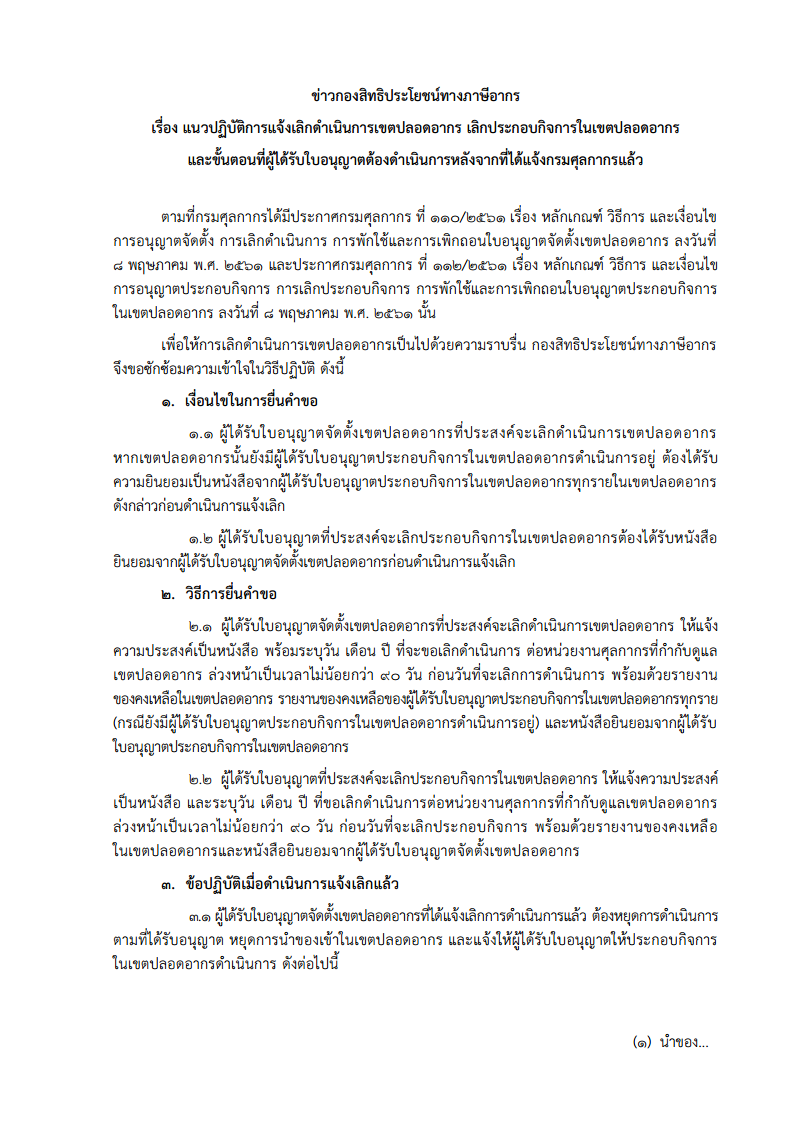 ข่าวกองสิทธิประโยชน์ทางภาษีอากร
เรื่อง แนวปฏิบัติการแจ้งเลิกดำเนินการเขตปลอดอากร เลิกประกอบกิจการในเขตปลอดอากร
และขั้นตอนที่ผู้ได้รับใบอนุญาตต้องดำเนินการหลังจากที่ได้แจ้งกรมศุลกากรแล้ว
ตามที่กรมศุลกากรได้มีประกาศกรมศุลกากร ที่ ๑๑๐/๒๕๖๑ เรื่อง หลักเกณฑ์ วิธีการ และเงื่อนไข
การอนุญาตจัดตั้ง การเลิกดำเนินการ การพักใช้และการเพิกถอนใบอนุญาตจัดตั้งเขตปลอดอากร ลงวันที่
๘ พฤษภาคม พ.ศ. ๒๕๖๑ และประกาศกรมศุลกากร ที่ ๑๑๒/๒๕๖๑ เรื่อง หลักเกณฑ์ วิธีการ และเงื่อนไข
การอนุญาตประกอบกิจการ การเลิกประกอบกิจการ การพักใช้และการเพิกถอนใบอนุญาตประกอบกิจการ
ในเขตปลอดอากร ลงวันที่ ๘ พฤษภาคม พ.ศ. ๒๕๖๑ นั้น
เพื่อให้การเลิกดำเนินการเขตปลอดอากรเป็นไปด้วยความราบรื่น กองสิทธิประโยชน์ทางภาษีอากร
จึงขอซักซ้อมความเข้าใจในวิธีปฏิบัติ ดังนี้
๑. เงื่อนไขในการยื่นคำขอ
๑.๑ ผู้ได้รับใบอนุญาตจัดตั้งเขตปลอดอากรที่ประสงค์จะเลิกดำเนินการเขตปลอดอากร
หากเขตปลอดอากรนั้นยังมีผู้ได้รับใบอนุญาตประกอบกิจการในเขตปลอดอากรดำเนินการอยู่ ต้องได้รับ
ความยินยอมเป็นหนังสือจากผู้ได้รับใบอนุญาตประกอบกิจการในเขตปลอดอากรทุกรายในเขตปลอดอากร
ดังกล่าวก่อนดำเนินการแจ้งเลิก
๑.๒ ผู้ได้รับใบอนุญาตที่ประสงค์จะเลิกประกอบกิจการในเขตปลอดอากรต้องได้รับหนังสือ
ยินยอมจากผู้ได้รับใบอนุญาตจัดตั้งเขตปลอดอากรก่อนดำเนินการแจ้งเลิก
๒. วิธีการยื่นคำขอ
๒.๑ ผู้ได้รับใบอนุญาตจัดตั้งเขตปลอดอากรที่ประสงค์จะเลิกดำเนินการเขตปลอดอากร ให้แจ้ง
ความประสงค์เป็นหนังสือ พร้อมระบุวัน เดือน ปี ที่จะขอเลิกดำเนินการ ต่อหน่วยงานศุลกากรที่กำกับดูแล
เขตปลอดอากร ล่วงหน้าเป็นเวลาไม่น้อยกว่า ๙๐ วัน ก่อนวันที่จะเลิกการดำเนินการ พร้อมด้วยรายงาน
ของคงเหลือในเขตปลอดอากร รายงานของคงเหลือของผู้ได้รับใบอนุญาตประกอบกิจการในเขตปลอดอากรทุกราย
(กรณียังมีผู้ได้รับใบอนุญาตประกอบกิจการในเขตปลอดอากรดำเนินการอยู่) และหนังสือยินยอมจากผู้ได้รับ
ใบอนุญาตประกอบกิจการในเขตปลอดอากร
๒.๒ ผู้ได้รับใบอนุญาตที่ประสงค์จะเลิกประกอบกิจการในเขตปลอดอากร ให้แจ้งความประสงค์
เป็นหนังสือ และระบุวัน เดือน ปี ที่ขอเลิกดำเนินการต่อหน่วยงานศุลกากรที่กำกับดูแลเขตปลอดอากร
ล่วงหน้าเป็นเวลาไม่น้อยกว่า ๙๐ วัน ก่อนวันที่จะเลิกประกอบกิจการ พร้อมด้วยรายงานของคงเหลือ
ในเขตปลอดอากรและหนังสือยินยอมจากผู้ได้รับใบอนุญาตจัดตั้งเขตปลอดอากร
๓. ข้อปฏิบัติเมื่อดำเนินการแจ้งเลิกแล้ว
๓.๑ ผู้ได้รับใบอนุญาตจัดตั้งเขตปลอดอากรที่ได้แจ้งเลิกการดำเนินการแล้ว ต้องหยุดการดำเนินการ
ตามที่ได้รับอนุญาต หยุดการนำของเข้าในเขตปลอดอากร และแจ้งให้ผู้ได้รับใบอนุญาตให้ประกอบกิจการ
ในเขตปลอดอากรดำเนินการ ดังต่อไปนี้
(๑) นำของ...